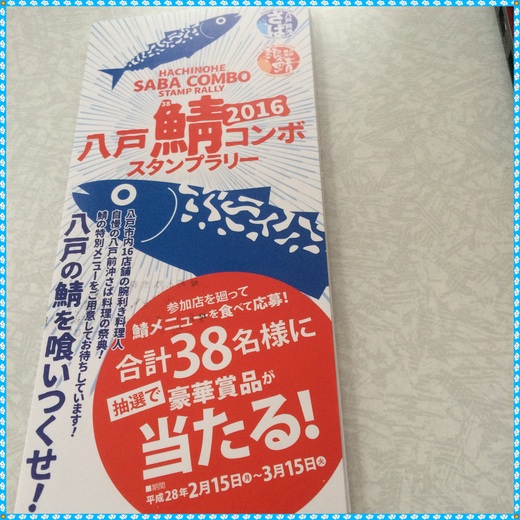 HACHINOHE
SABA COMBO
STAMP RALLY
八戸鯖コンボ
2016
スタンプラリー
八戸市内16店舗の腕利き料理人
自慢の八戸前沖さば料理の祭典!
鯖の特別メニューをご用意してお待ちしています!
八戸の鯖を喰いつくせ!
参加店を廻って
鯖メニューを食べて応募!
合計38名様に
抽選で豪華賞品が
当たる!
■期間
平成28年2月15日月〜3月15日火